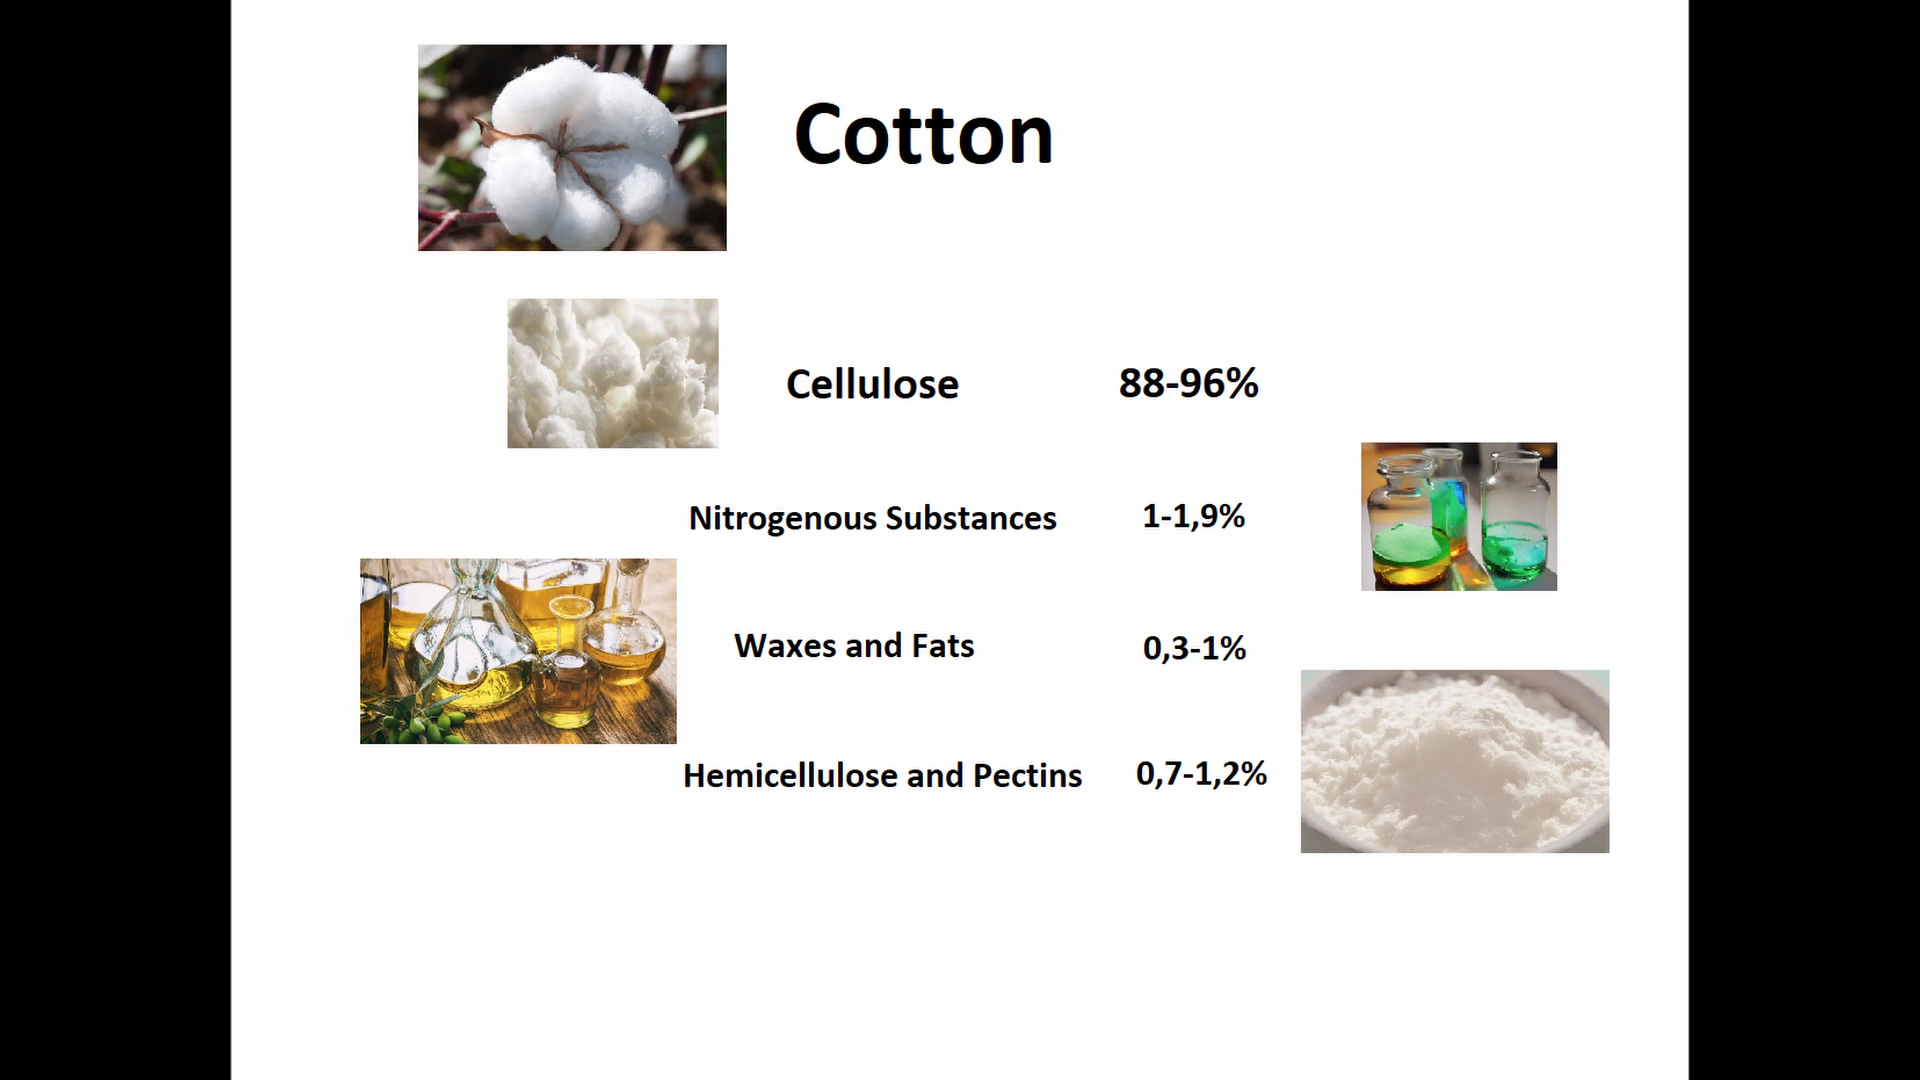 Cotton
Cellulose 88-96%
Nitrogenous Substances 1-1,9%
Waxes and Fats 0,3-1%
Hemicellulose and Pectins 0,7-1,2%